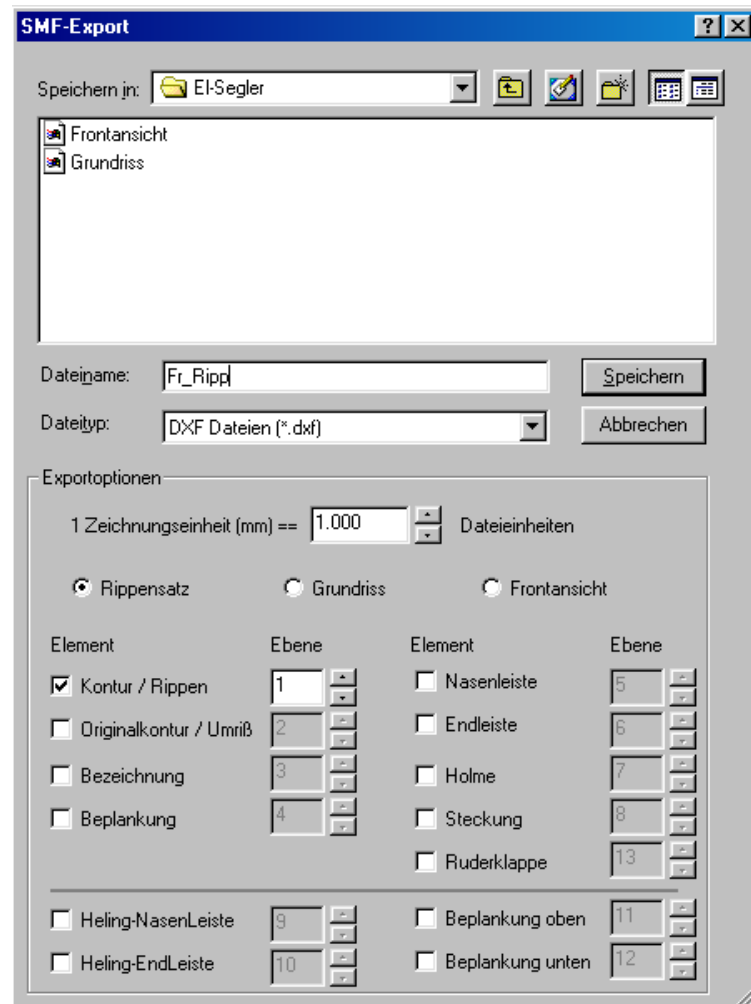 SMF-Export
Speichern in: El-Segler
Frontansicht
Grundriss
Dateiname: Fr_Ripp Speichern
Dateityp: DXF Dateien (*.dxf) Abbrechen
Exportoptionen
1 Zeichnungseinheit (mm) == 1.000 Dateieinheiten
Rippensatz Grundriss Frontansicht
Element Ebene Element Ebene
Kontur / Rippen 1 Nasenleiste 5
Originalkontur / Umriß 2 Endleiste 6
Bezeichnung 3 Holme 7
Beplankung 4 Steckung 8
Ruderklappe 13
Heling-NasenLeiste 9 Beplankung oben 11
Heling-EndLeiste 10 Beplankung unten 12